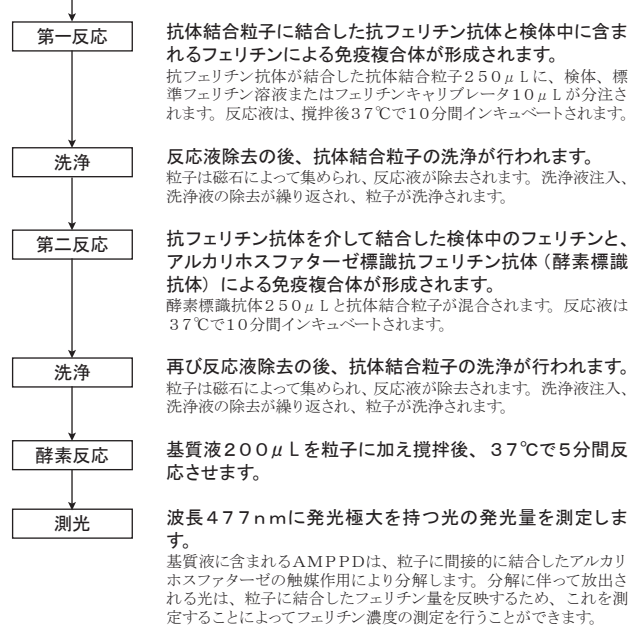 第一反応
抗体結合粒子に結合した抗フェリチン抗体と検体中に含ま
れるフェリチンによる免疫複合体が形成されます。
抗フェリチン抗体が結合した抗体結合粒子250μLに、検体、標
準フェリチン溶液またはフェリチンキャリブレータ10μLが分注さ
れます。反応液は、撹拌後37℃で10分間インキュベートされます。
洗浄
反応液除去の後、抗体結合粒子の洗浄が行われます。
粒子は磁石によって集められ、反応液が除去されます。洗浄液注入、
洗浄液の除去が繰り返され、粒子が洗浄されます。
第二反応
抗フェリチン抗体を介して結合した検体中のフェリチンと、
アルカリホスファターゼ標識抗フェリチン抗体（酵素標識
抗体）による免疫複合体が形成されます。
酵素標識抗体250μLと抗体結合粒子が混合されます。反応液は
37℃で10分間インキュベートされます。
洗浄
再び反応液除去の後、抗体結合粒子の洗浄が行われます。
粒子は磁石によって集められ、反応液が除去されます。洗浄液注入、
洗浄液の除去が繰り返され、粒子が洗浄されます。
酵素反応
基質液200μLを粒子に加え撹拌後、37℃で5分間反
応させます。
測光
波長477nmに発光極大を持つ光の発光量を測定しま
す。
基質液に含まれるAMPPDは、粒子に間接的に結合したアルカリ
ホスファターゼの触媒作用により分解します。分解に伴って放出さ
れる光は、粒子に結合したフェリチン量を反映するため、これを測
定することによってフェリチン濃度の測定を行うことができます。